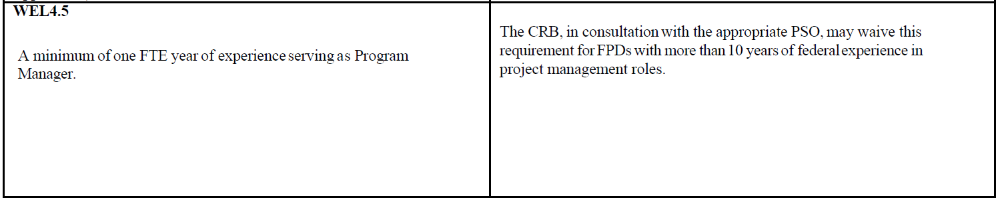 WEL4.5
A minimum of one FTE year of experience serving as Program
Manager.
The CRB, in consultation with the appropriate PSO, may waive this
requirement for FPDs with more than 10 years of federal experience in
project management roles.